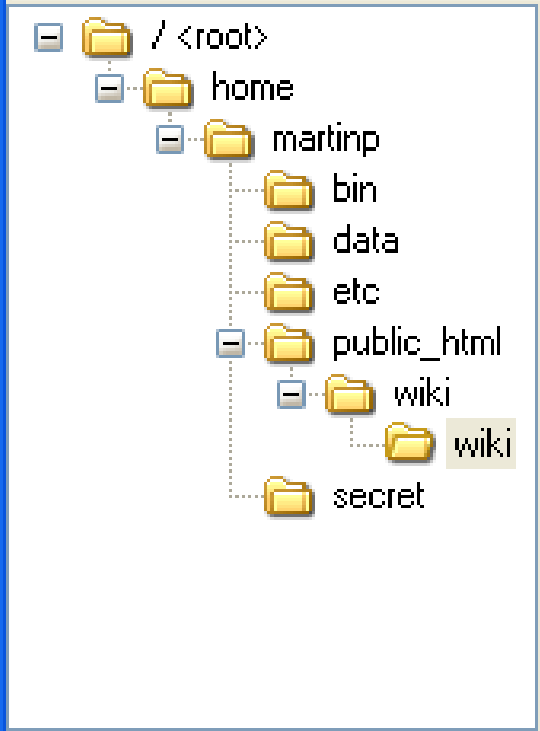 / <root>
home
martinp
bin
data
etc
public_html
wiki
wiki
secret